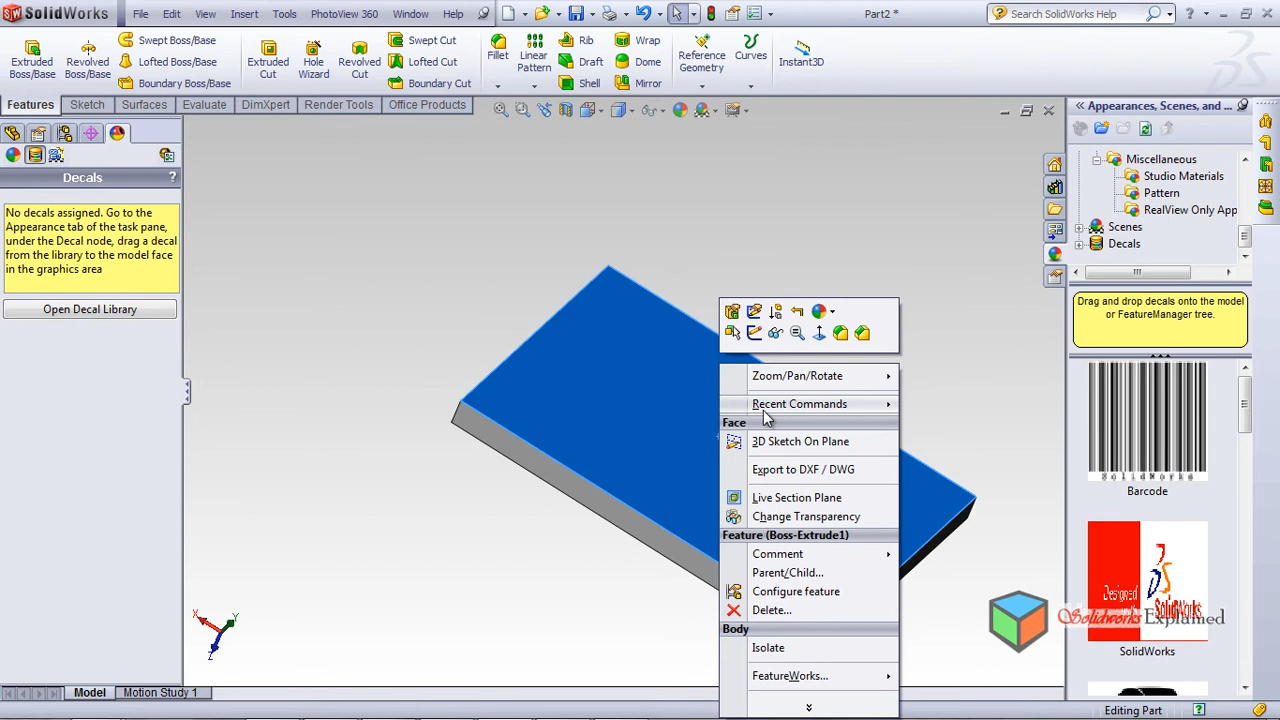 SolidWorks
File
Edit
View
Insert
Tools
PhotoView 360
Window
Help
Part2 *
Search SolidWorks Help
Extruded Boss/Base
Revolved Boss/Base
Swept Boss/Base
Lofted Boss/Base
Boundary Boss/Base
Extruded Cut
Hole Wizard
Revolved Cut
Swept Cut
Lofted Cut
Boundary Cut
Fillet
Linear Pattern
Rib
Draft
Shell
Wrap
Dome
Mirror
Reference Geometry
Curves
Instant3D
Features
Sketch
Surfaces
Evaluate
DimXpert
Render Tools
Office Products
Decals
?
No decals assigned. Go to the
Appearance tab of the task pane,
under the Decal node, drag a decal
from the library to the model face
in the graphics area
Open Decal Library
Zoom/Pan/Rotate
Recent Commands
Face
3D Sketch On Plane
Export to DXF / DWG
Live Section Plane
Change Transparency
Feature (Boss-Extrude1)
Comment
Parent/Child...
Configure feature
Delete...
Body
Isolate
FeatureWorks...
X
Y
Z
Appearances, Scenes, and ...
Miscellaneous
Studio Materials
Pattern
RealView Only App
Scenes
Decals
Drag and drop decals onto the model
or FeatureManager tree.
SolidWorks
Barcode
Designed
SolidWorks
Solidworks Explained
SolidWorks
Model
Motion Study 1
Editing Part